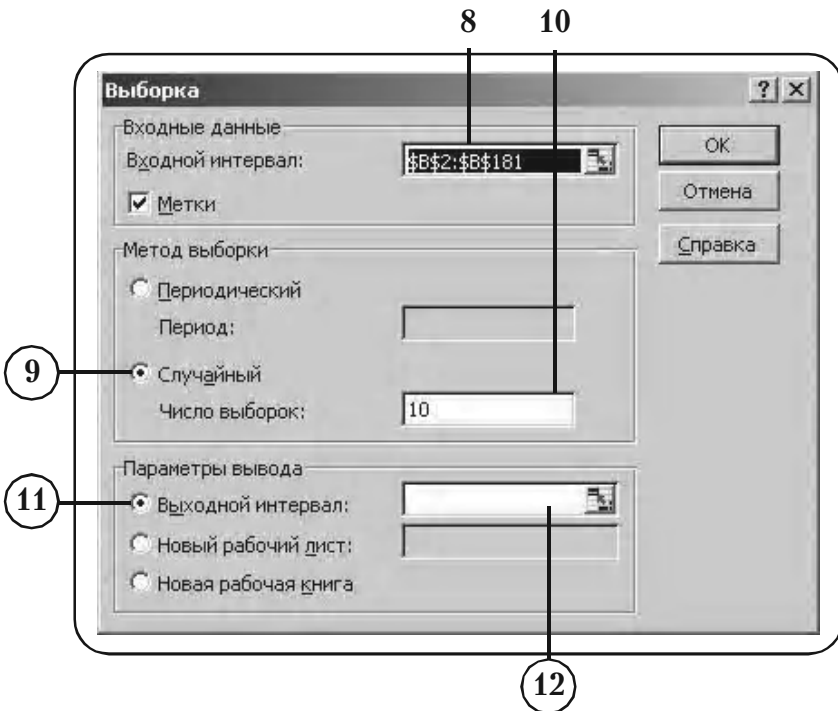 8 10
Выборка
Входные данные
Входной интервал: $B$2:$B$181
Метки
ОК
Отмена
Справка
Метод выборки
Периодический
Период:
9
Случайный
Число выборок: 10
Параметры вывода
11
Выходной интервал:
Новый рабочий лист:
Новая рабочая книга
12